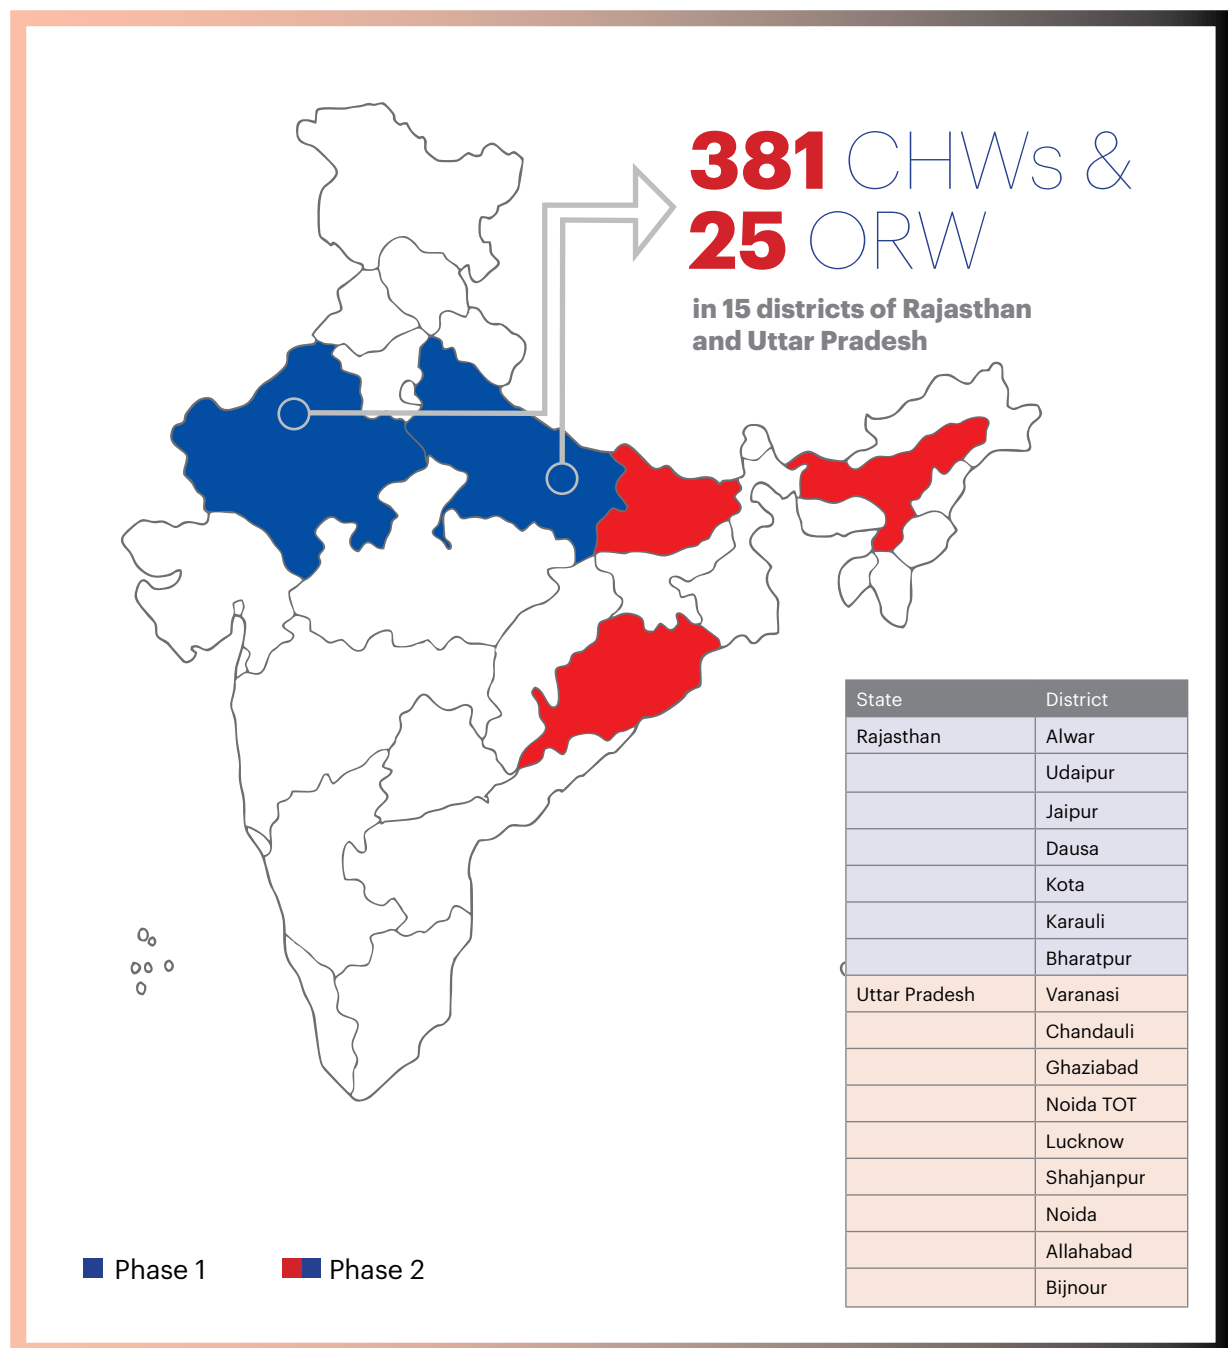 381 CHWs &
25 ORW
in 15 districts of Rajasthan
and Uttar Pradesh
State District
Rajasthan Alwar
Udaipur
Jaipur
Dausa
Kota
Karauli
Bharatpur
Uttar Pradesh Varanasi
Chandauli
Ghaziabad
Noida TOT
Lucknow
Shahjanpur
Noida
Allahabad
Bijnour
Phase 1 Phase 2